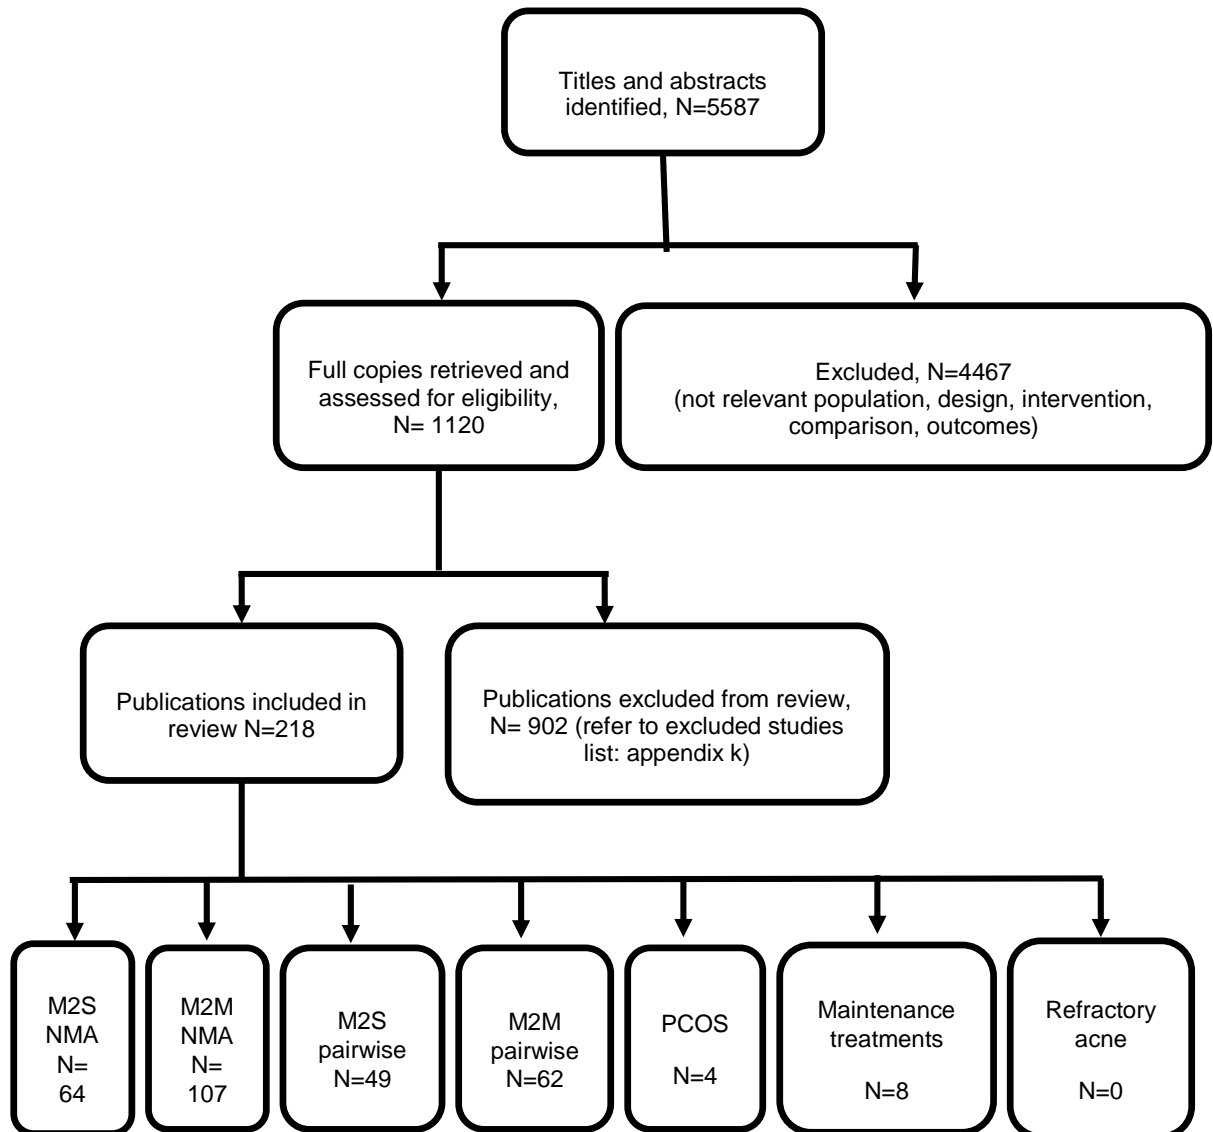 Titles and abstracts
identified, N=5587
Full copies retrieved and
assessed for eligibility,
N= 1120
Excluded, N=4467
(not relevant population, design, intervention,
comparison, outcomes)
Publications included in
review N=218
Publications excluded from review,
N= 902 (refer to excluded studies
list: appendix k)
M2S
NMA
N=
64
M2M
NMA
N=
107
M2S
pairwise
N=49
M2M
pairwise
N=62
PCOS
N=4
Maintenance
treatments
N=8
Refractory
acne
N=0